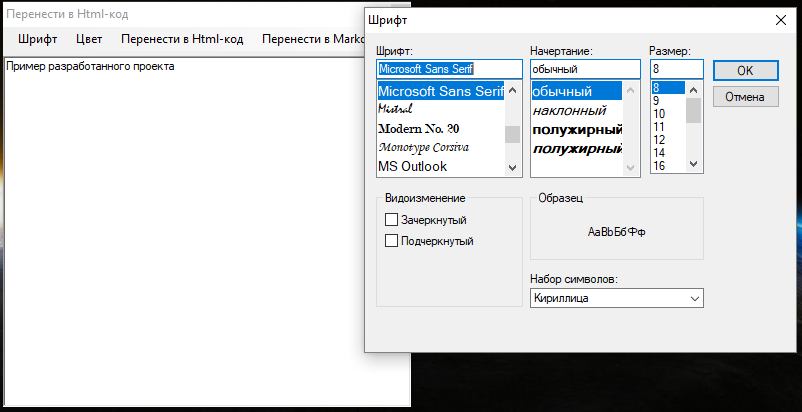 Перенести в Html-код
Шрифт Цвет Перенести в Html-код Перенести в Marko
Пример разработанного проекта
Шрифт
Шрифт:
Microsoft Sans Serif
Microsoft Sans Serif
Mistral
Modern No. 20
Monotype Corsiva
MS Outlook
Начертание:
обычный
обычный
наклонный
полужирный
полужирный
Размер:
8
8
9
10
11
12
14
16
OK
Отмена
Видоизменение
Зачеркнутый
Подчеркнутый
Образец
АаВbБбФф
Набор символов:
Кириллица